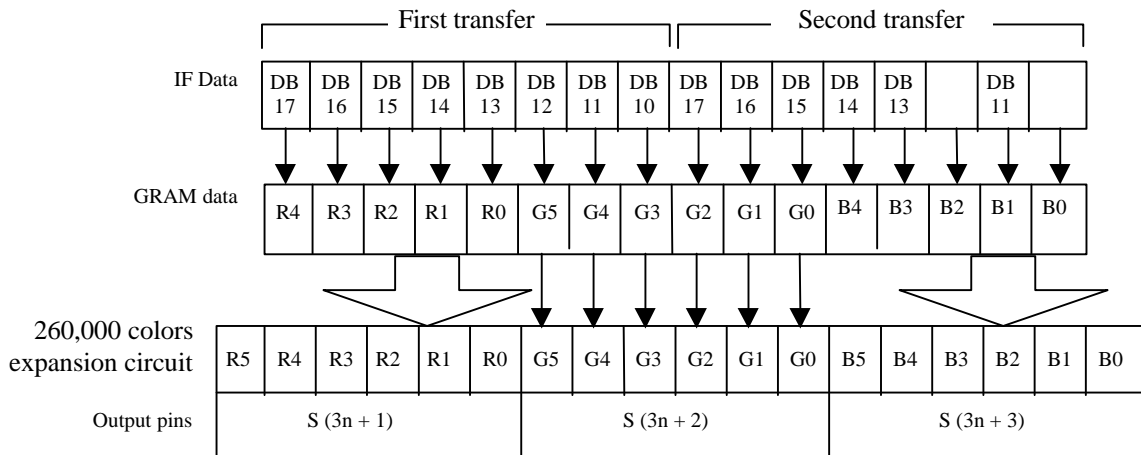 First transfer Second transfer
IF Data DB 17 DB 16 DB 15 DB 14 DB 13 DB 12 DB 11 DB 10 DB 17 DB 16 DB 15 DB 14 DB 13 DB 11
GRAM data R4 R3 R2 R1 R0 G5 G4 G3 G2 G1 G0 B4 B3 B2 B1 B0
260,000 colors
expansion circuit R5 R4 R3 R2 R1 R0 G5 G4 G3 G2 G1 G0 B5 B4 B3 B2 B1 B0
Output pins S (3n + 1) S (3n + 2) S (3n + 3)